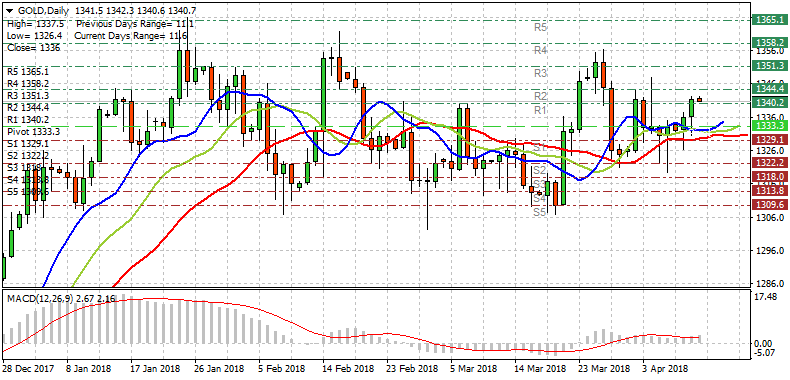 GOLD,Daily 1341.5 1342.3 1340.6 1340.7
High= 1337.5 Previous Days Range= 11.1
Low= 1326.4 Current Days Range= 11.6
Close= 1336
R5 1365.1
R4 1358.2
R3 1351.3
R2 1344.4
R1 1340.2
Pivot 1333.3
S1 1329.1
S2 1322.2
S3 1318.0
S4 1313.8
S5 1309.6
R5
R4
R3
R2
R1
S1
S2
S3
S4
S5
1365.1
1358.2
1351.3
1346.0
1344.4
1340.2
1336.0
1333.3
1329.1
1326.0
1322.2
1318.0
1313.8
1309.6
1306.0
1296.0
1286.0
MACD(12,26,9) 2.67 2.16
17.48
0.00
-5.07
28 Dec 2017
8 Jan 2018
17 Jan 2018
26 Jan 2018
5 Feb 2018
14 Feb 2018
23 Feb 2018
5 Mar 2018
14 Mar 2018
23 Mar 2018
3 Apr 2018